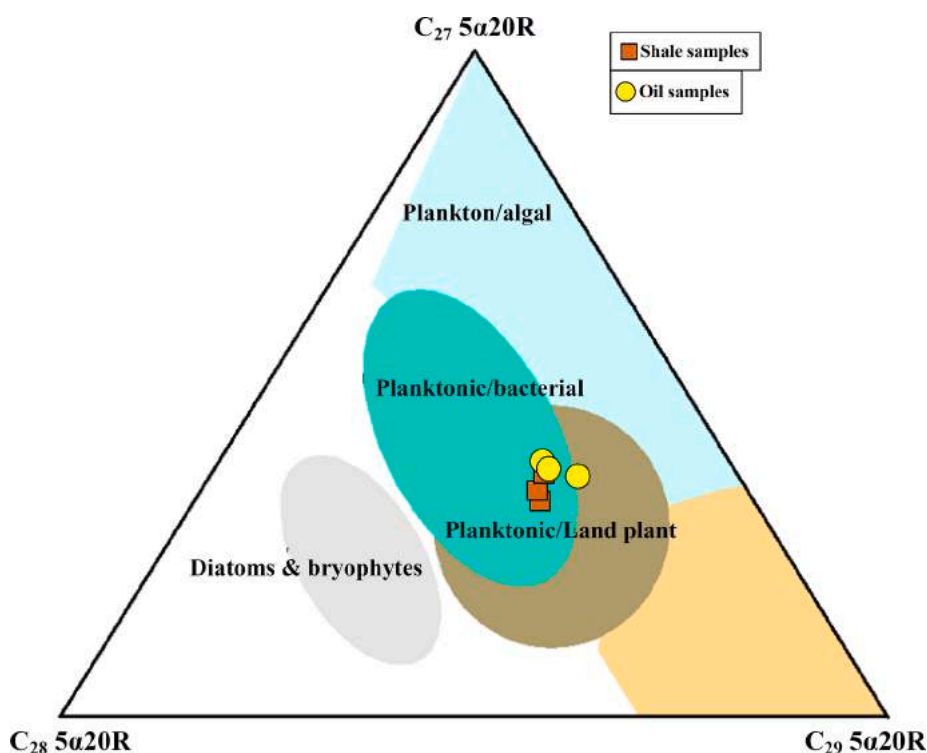 C₂₇ 5α20R
Shale samples
Oil samples
Plankton/algal
Planktonic/bacterial
Planktonic/Land plant
Diatoms & bryophytes
C₂₈ 5α20R
C₂₉ 5α20R